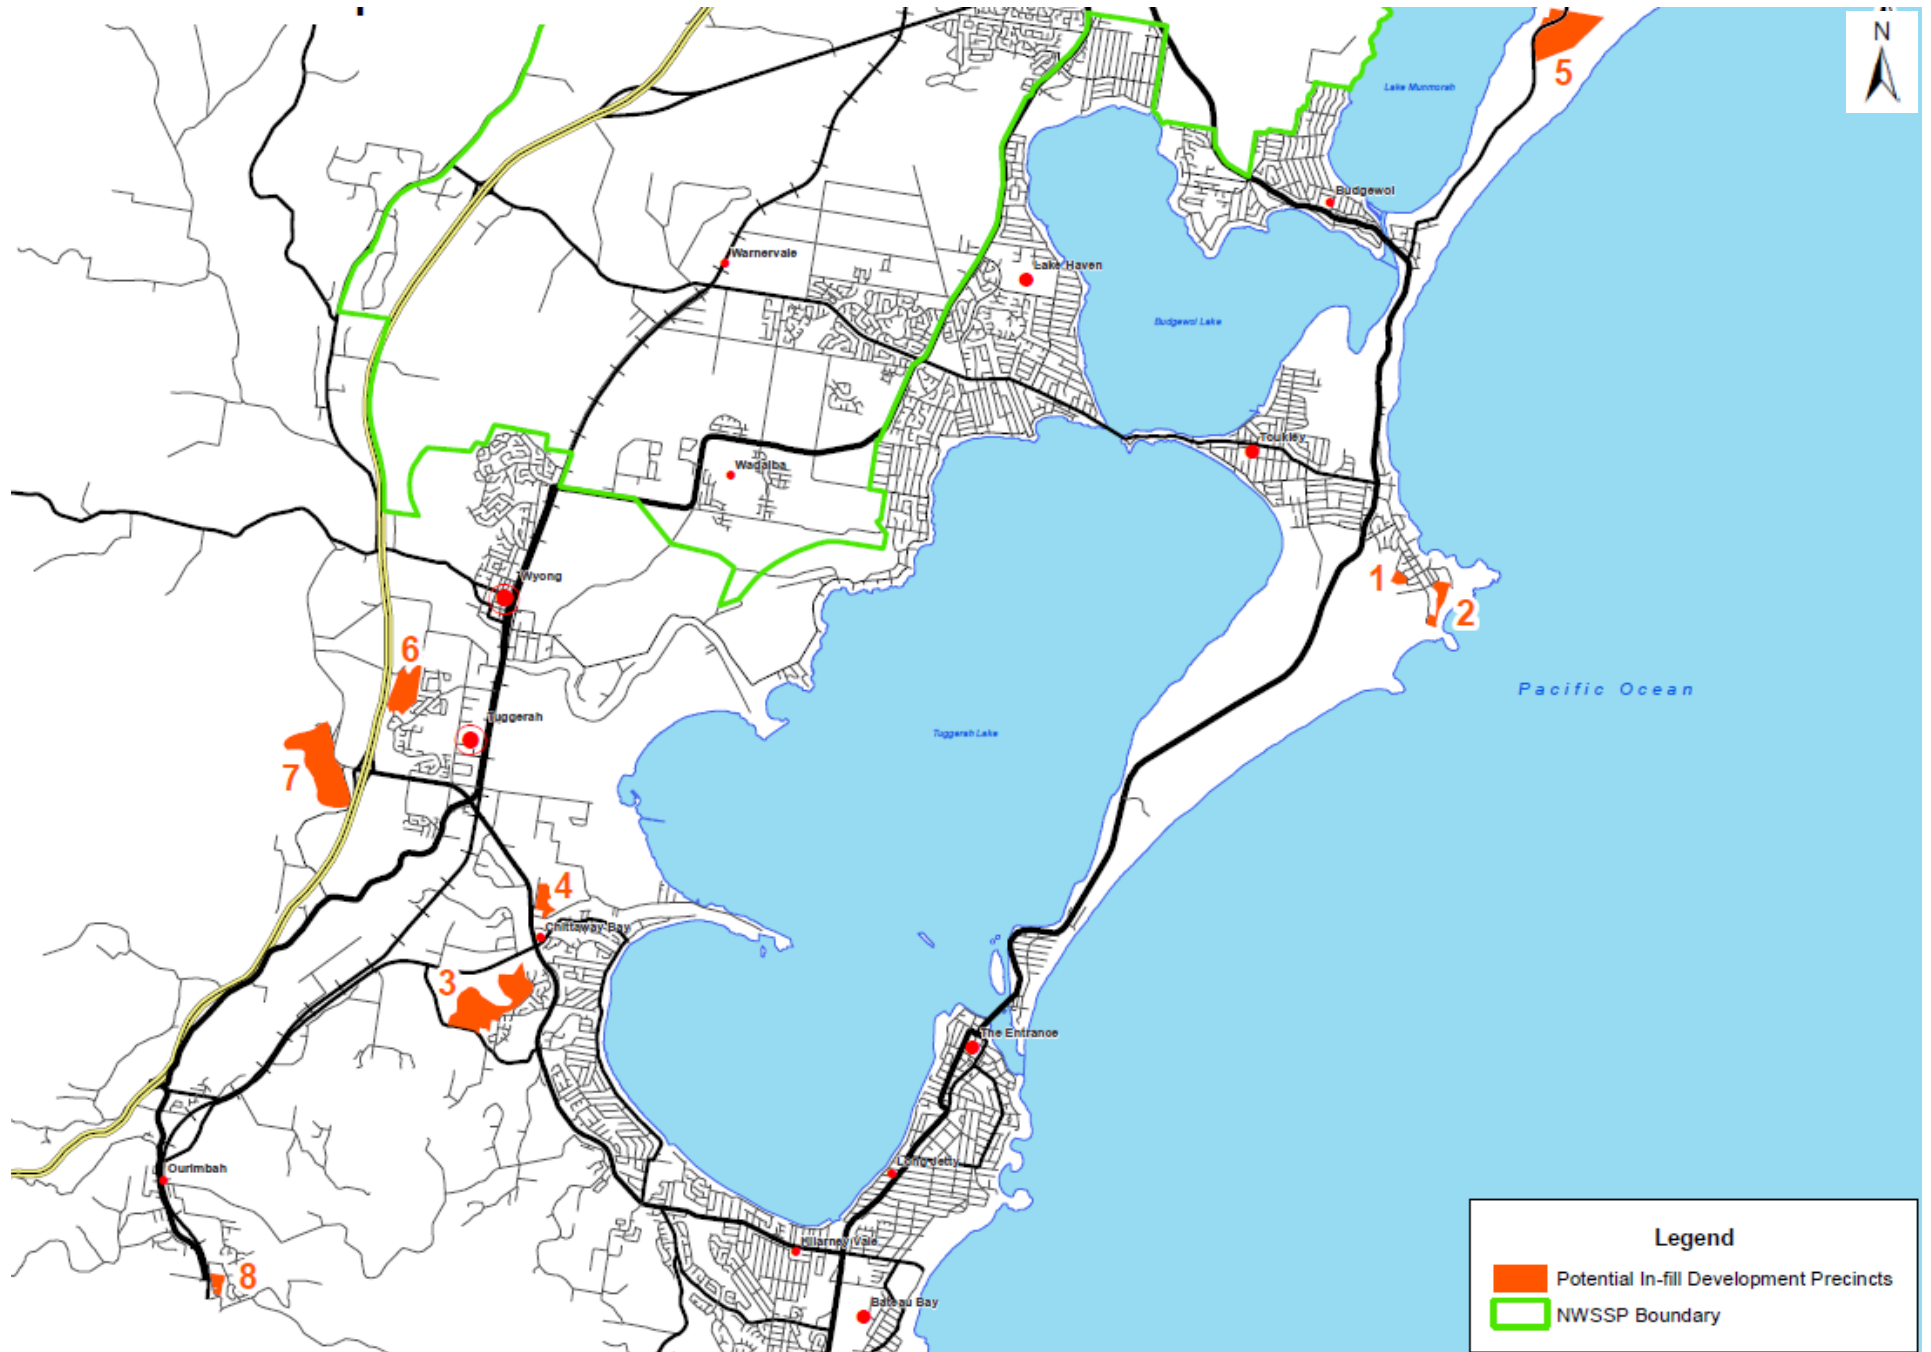 N
5
Lake Munmorah
Budgewoi
Warnervale
Lake Haven
Budgewoi Lake
Toukley
Wadalba
Wyong
1
2
6
Pacific Ocean
Tuggerah
Tuggerah Lake
7
4
Chittaway Bay
3
The Entrance
Long Jetty
Ourimbah
Killarney Vale
8
Bateau Bay
Legend
Potential In-fill Development Precincts
NWSSP Boundary